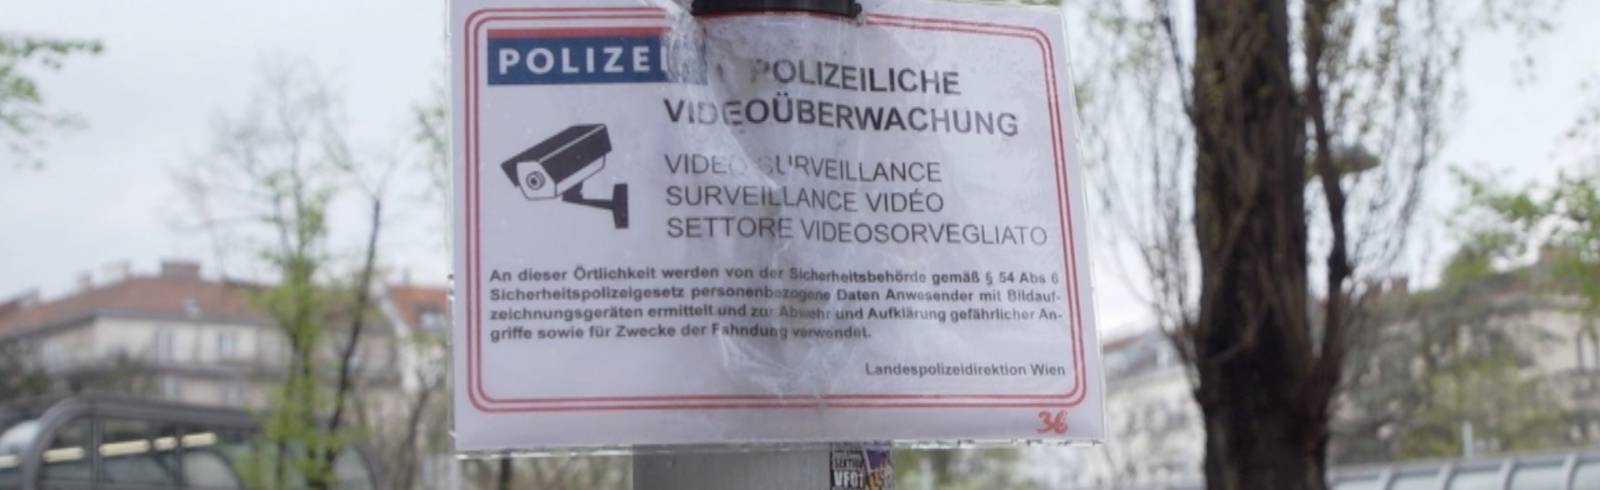 POLIZEI
POLIZEILICHE
VIDEOÜBERWACHUNG
VIDEO SURVEILLANCE
SURVEILLANCE VIDÉO
SETTORE VIDEOSORVEGLIATO
An dieser Örtlichkeit werden von der Sicherheitsbehörde gemäß § 54 Abs 6
Sicherheitspolizeigesetz personenbezogene Daten Anwesender mit Bildauf-
zeichnungsgeräten ermittelt und zur Abwehr und Aufklärung gefährlicher An-
griffe sowie für Zwecke der Fahndung verwendet.
Landespolizeidirektion Wien